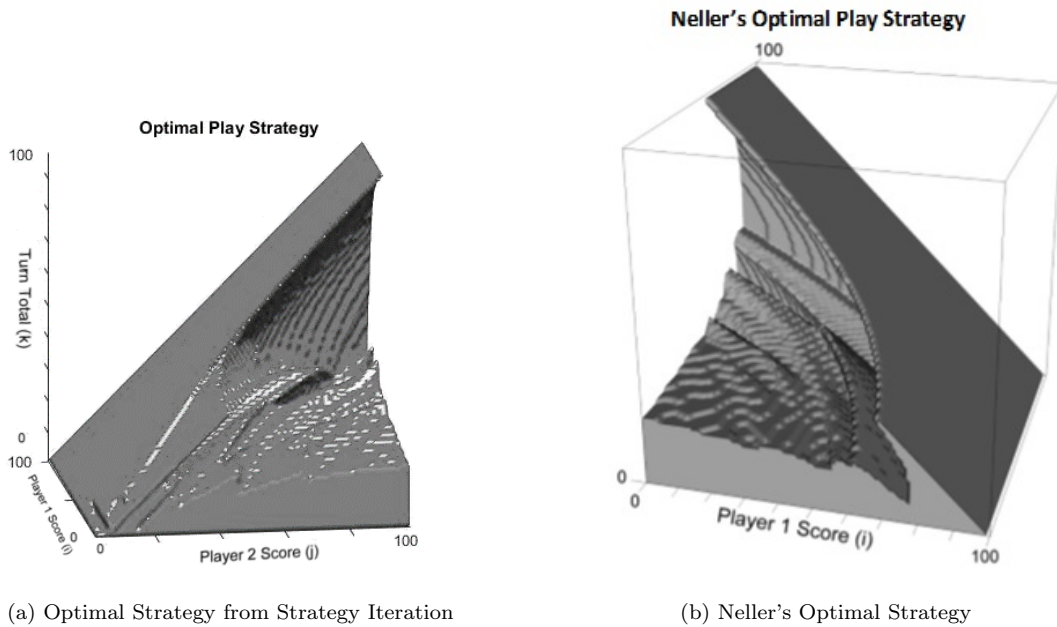 Neller's Optimal Play Strategy
100
Optimal Play Strategy
100
Turn Total (k)
0
100
Player 1 Score (i)
0
0
Player 2 Score (j)
100
0
0
Player 1 Score (i)
100
(a) Optimal Strategy from Strategy Iteration
(b) Neller's Optimal Strategy